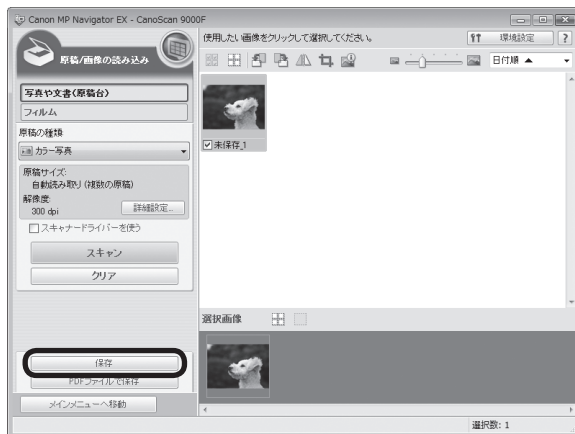 Canon MP Navigator EX - CanoScan 9000F
原稿/画像の読み込み
写真や文書(原稿台)
フィルム
原稿の種類
カラー写真
原稿サイズ:
自動読み取り (複数の原稿)
解像度:
300 dpi
詳細設定...
スキャナードライバーを使う
スキャン
クリア
保存
PDFファイルで保存
メインメニューへ移動
使用したい画像をクリックして選択してください。
環境設定
?
日付順 ▲
未保存_1
選択画像
選択数: 1